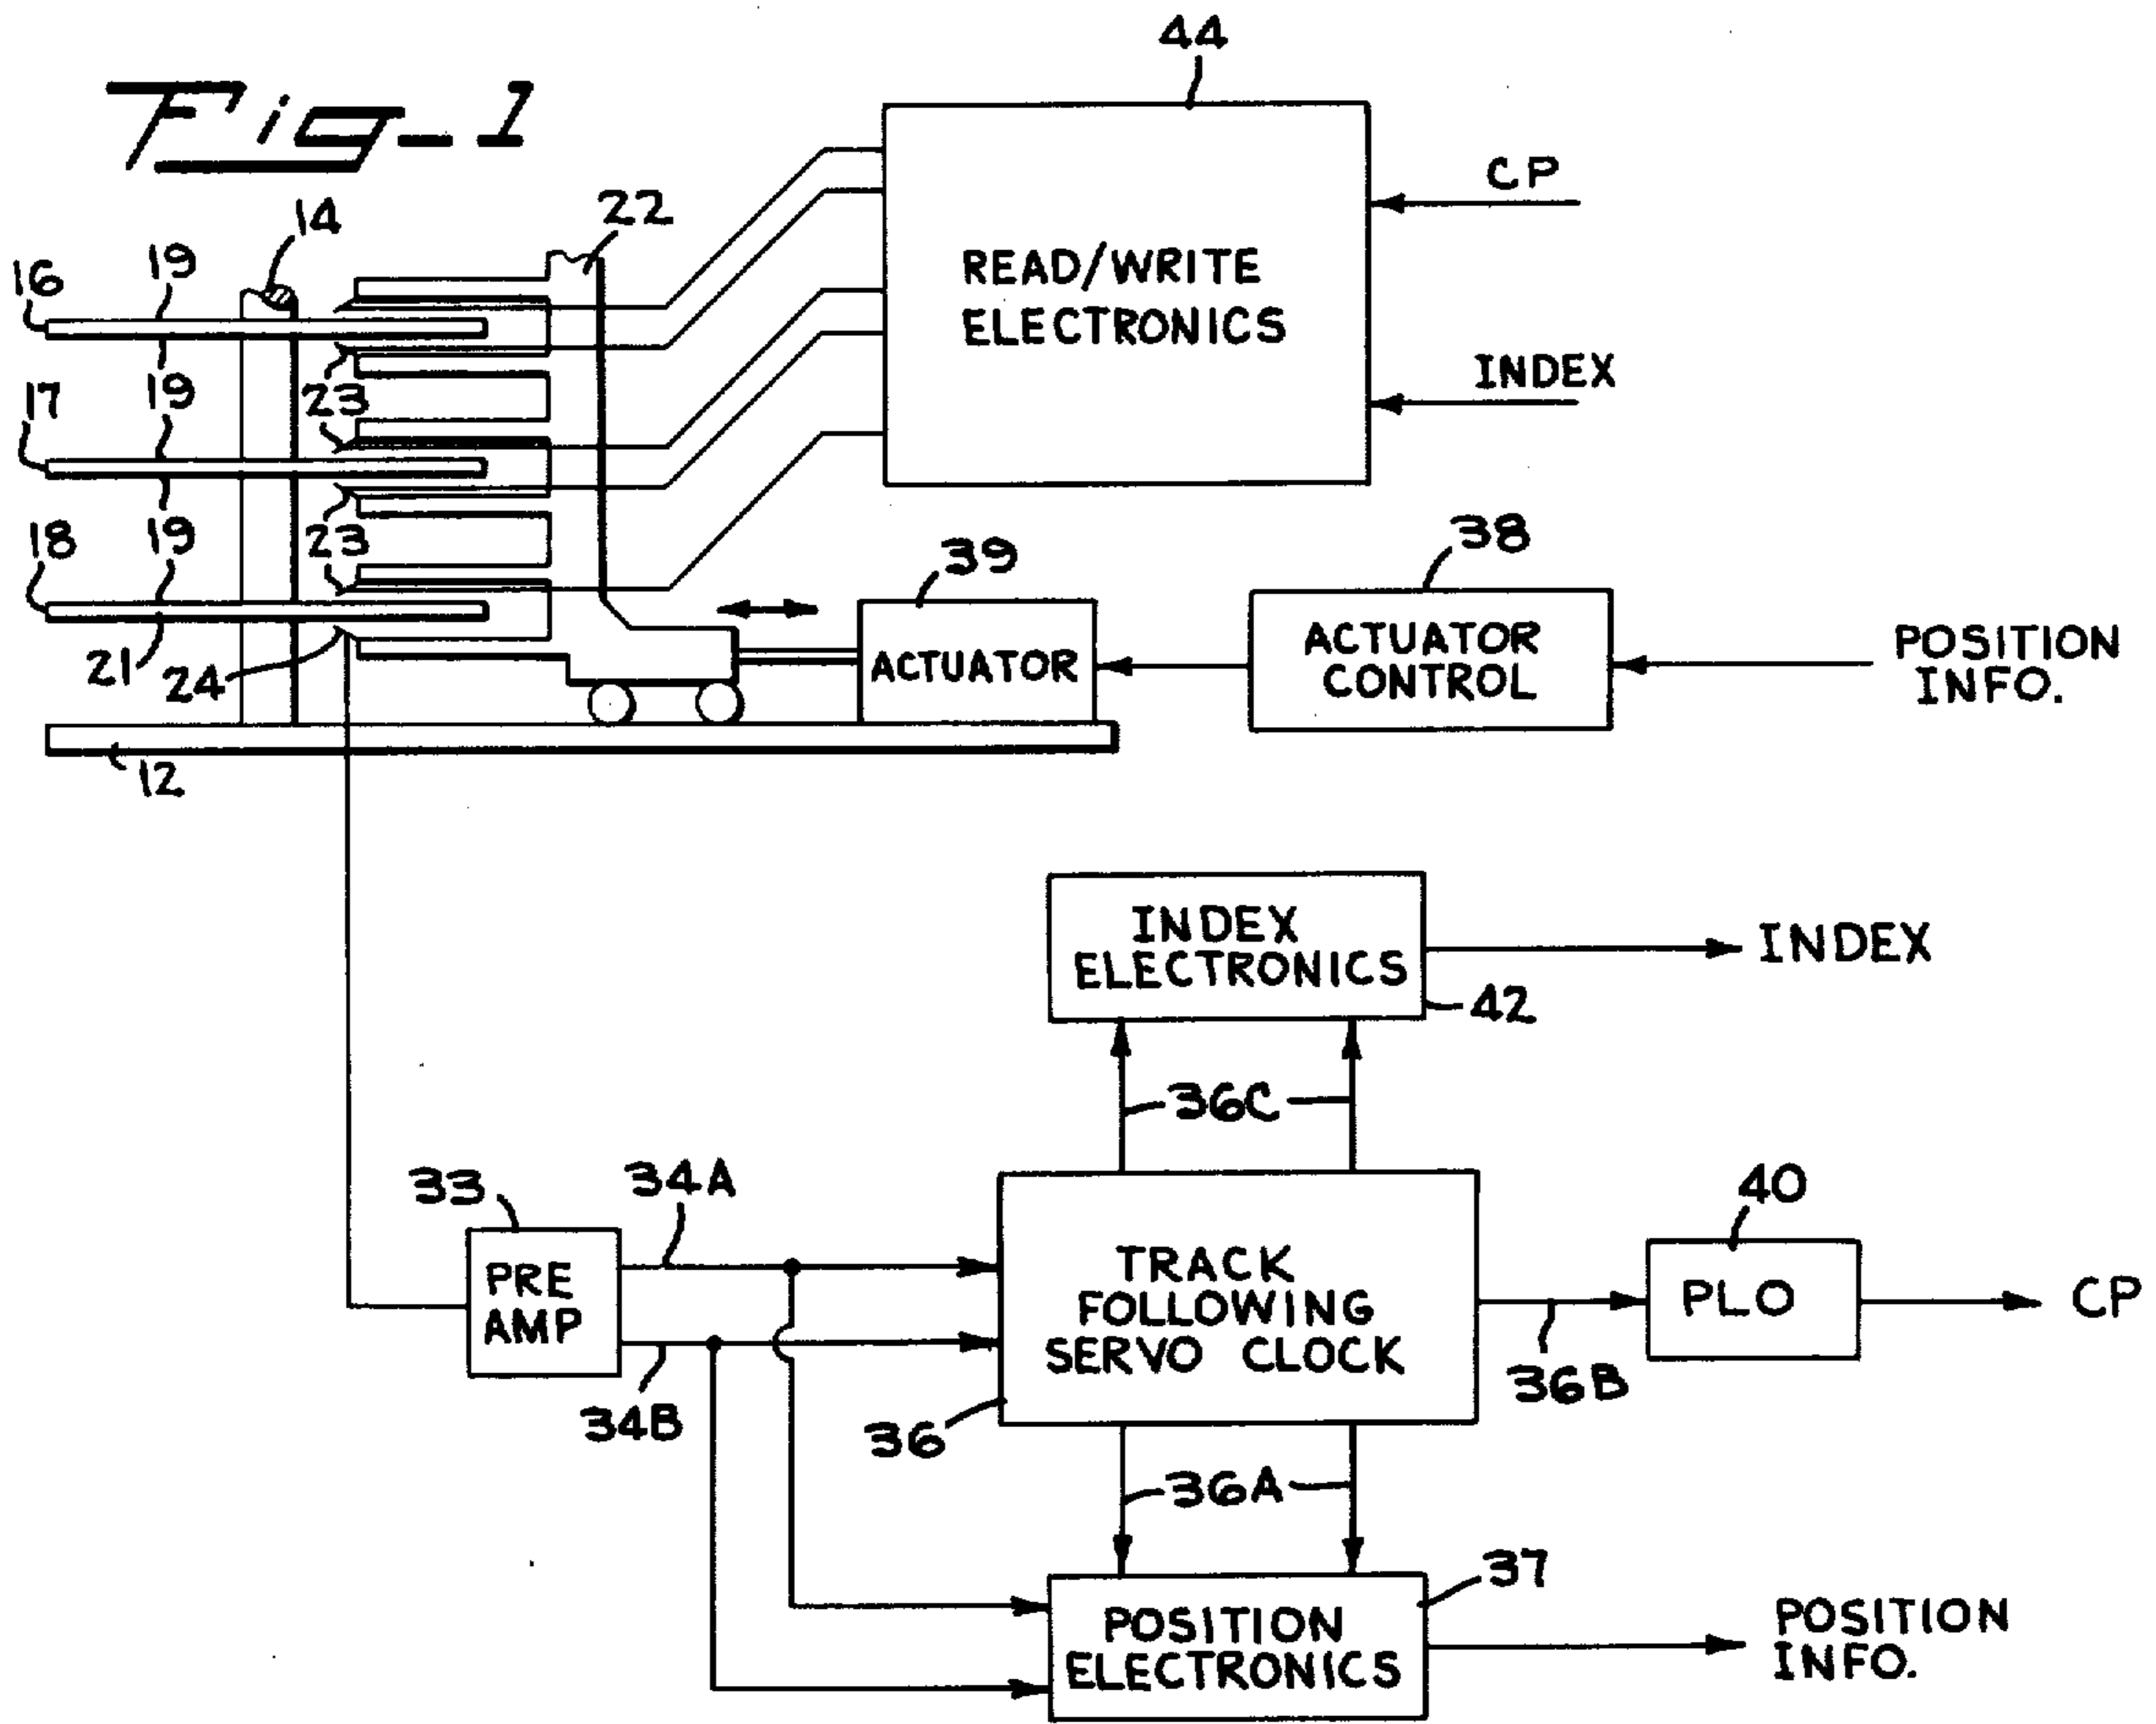 Fig-1
44
CP
READ/WRITE
ELECTRONICS
INDEX
14
22
16
19
19
23
17
19
23
18
19
21
24
12
39
ACTUATOR
38
ACTUATOR
CONTROL
POSITION
INFO.
INDEX
ELECTRONICS
INDEX
42
36C
33
34A
PRE
AMP
34B
TRACK
FOLLOWING
SERVO CLOCK
36
40
PLO
CP
36B
36A
37
POSITION
ELECTRONICS
POSITION
INFO.